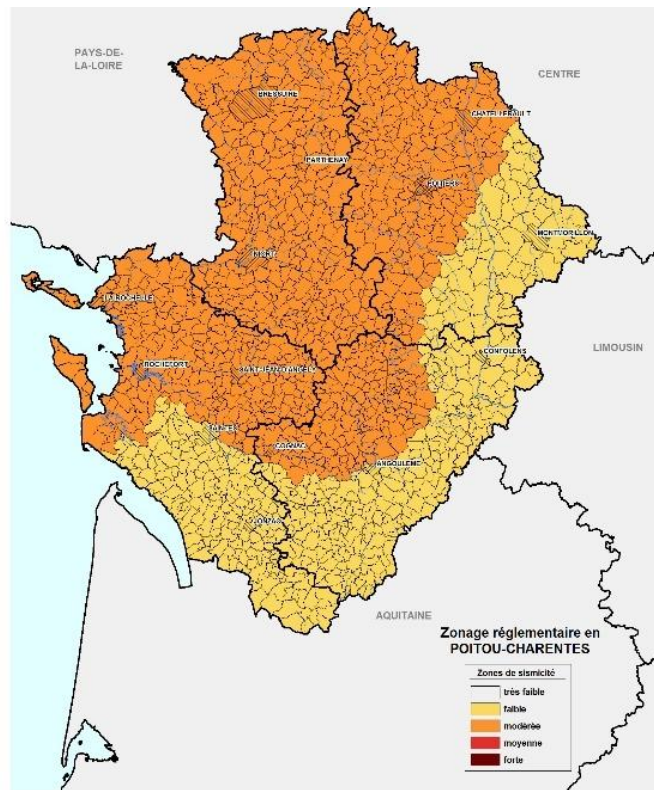 PAYS-DE-
LA-LOIRE
CENTRE
BRESSUIRE
CHATELLERAULT
PARTHENAY
POITIERS
MONTMORILLON
NIORT
LA ROCHELLE
LIMOUSIN
CONFOLENS
ROCHEFORT
SAINT-JEAN-D'ANGELY
SAINTES
COGNAC
ANGOULEME
JONZAC
AQUITAINE
Zonage réglementaire en
POITOU-CHARENTES
Zones de sismicité
très faible
faible
modérée
moyenne
forte